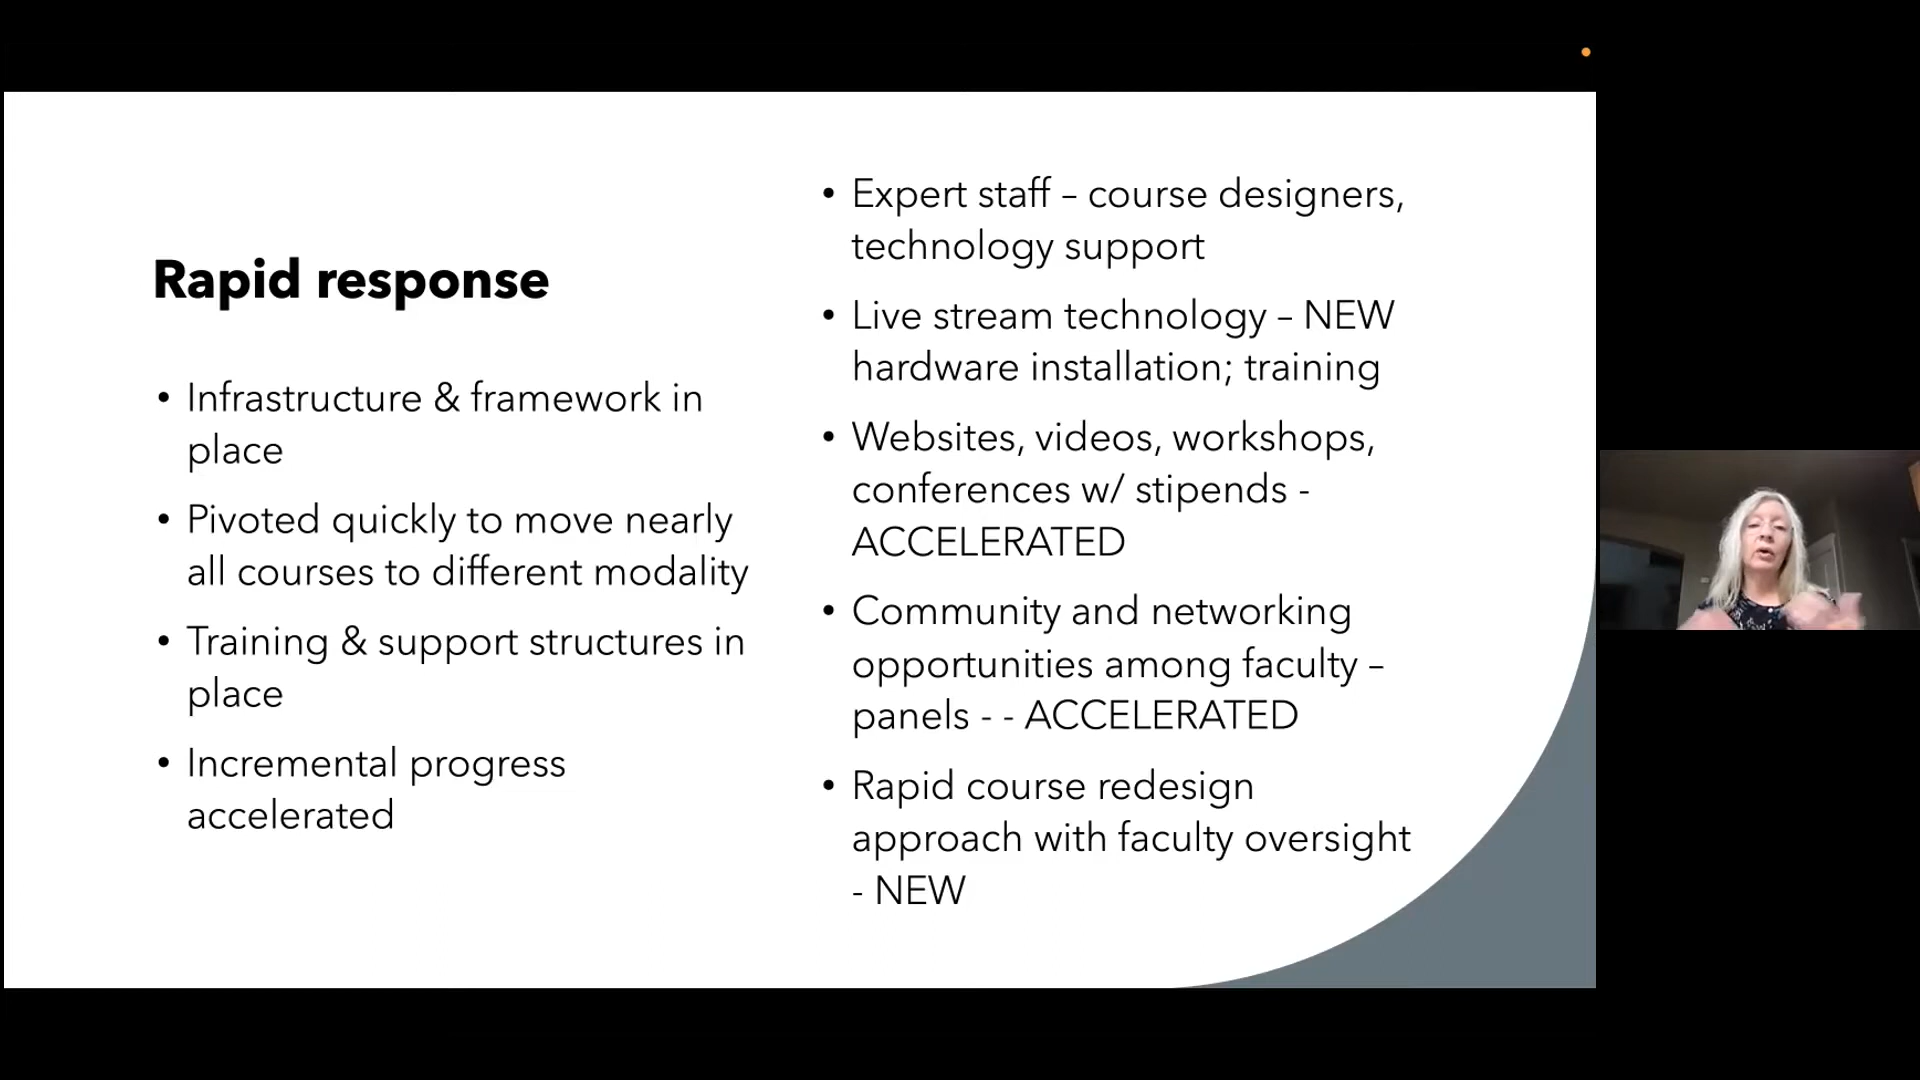 Rapid response
• Infrastructure & framework in
place
• Pivoted quickly to move nearly
all courses to different modality
• Training & support structures in
place
• Incremental progress
accelerated
• Expert staff – course designers,
technology support
• Live stream technology – NEW
hardware installation; training
• Websites, videos, workshops,
conferences w/ stipends -
ACCELERATED
• Community and networking
opportunities among faculty –
panels - - ACCELERATED
• Rapid course redesign
approach with faculty oversight
- NEW